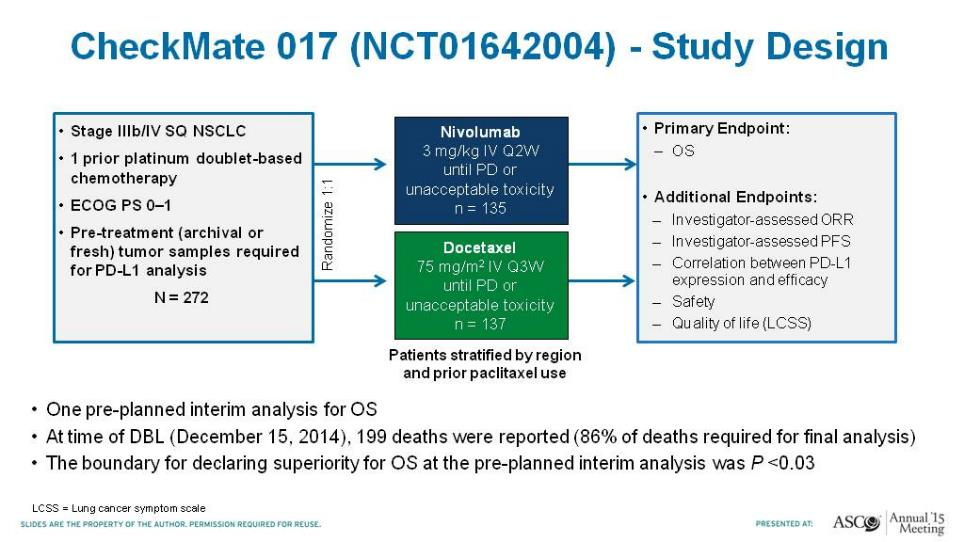 CheckMate 017 (NCT01642004) - Study Design
• Stage IIIb/IV SQ NSCLC
• 1 prior platinum doublet-based
chemotherapy
• ECOG PS 0–1
• Pre-treatment (archival or
fresh) tumor samples required
for PD-L1 analysis
N = 272
Randomize 1:1
Nivolumab
3 mg/kg IV Q2W
until PD or
unacceptable toxicity
n = 135
Docetaxel
75 mg/m² IV Q3W
until PD or
unacceptable toxicity
n = 137
Patients stratified by region
and prior paclitaxel use
• Primary Endpoint:
– OS
• Additional Endpoints:
– Investigator-assessed ORR
– Investigator-assessed PFS
– Correlation between PD-L1
expression and efficacy
– Safety
– Quality of life (LCSS)
• One pre-planned interim analysis for OS
• At time of DBL (December 15, 2014), 199 deaths were reported (86% of deaths required for final analysis)
• The boundary for declaring superiority for OS at the pre-planned interim analysis was P <0.03
LCSS = Lung cancer symptom scale
SLIDES ARE THE PROPERTY OF THE AUTHOR. PERMISSION REQUIRED FOR REUSE.
PRESENTED AT:
ASCO
Annual '15
Meeting